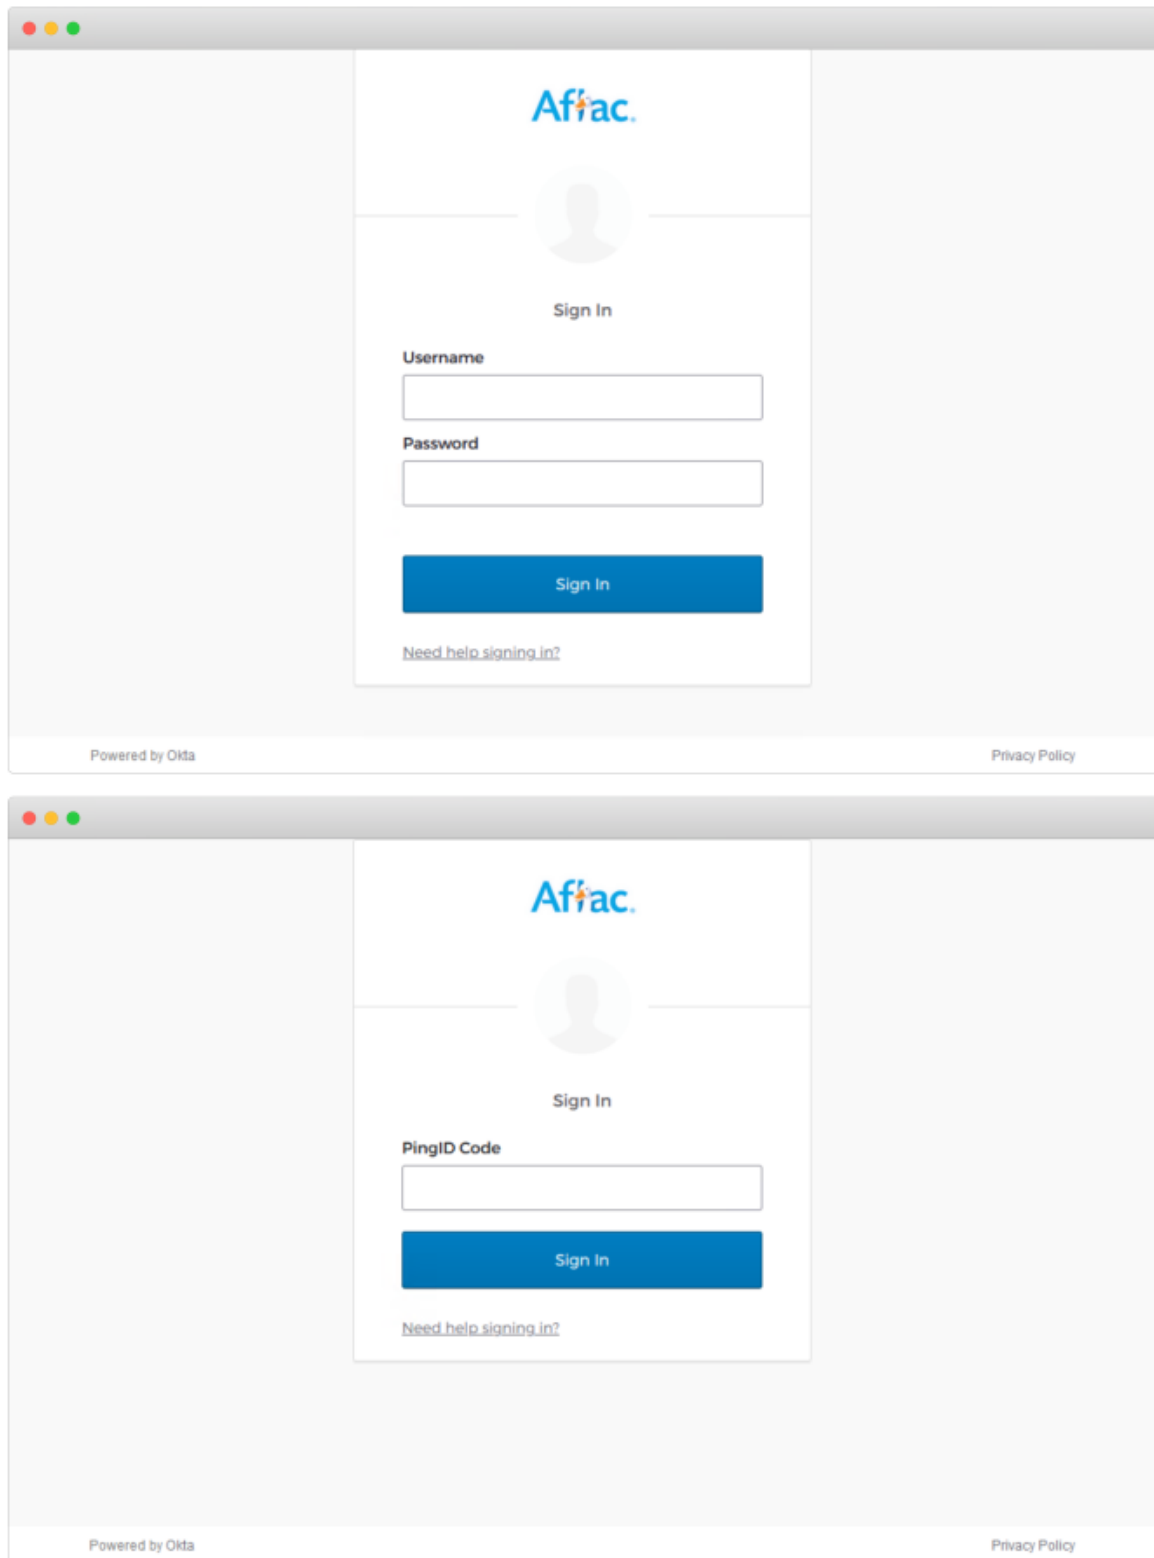 Aflac
Sign In
Username
Password
Sign In
Need help signing in?
Powered by Okta
Privacy Policy
Aflac
Sign In
PingID Code
Sign In
Need help signing in?
Powered by Okta
Privacy Policy